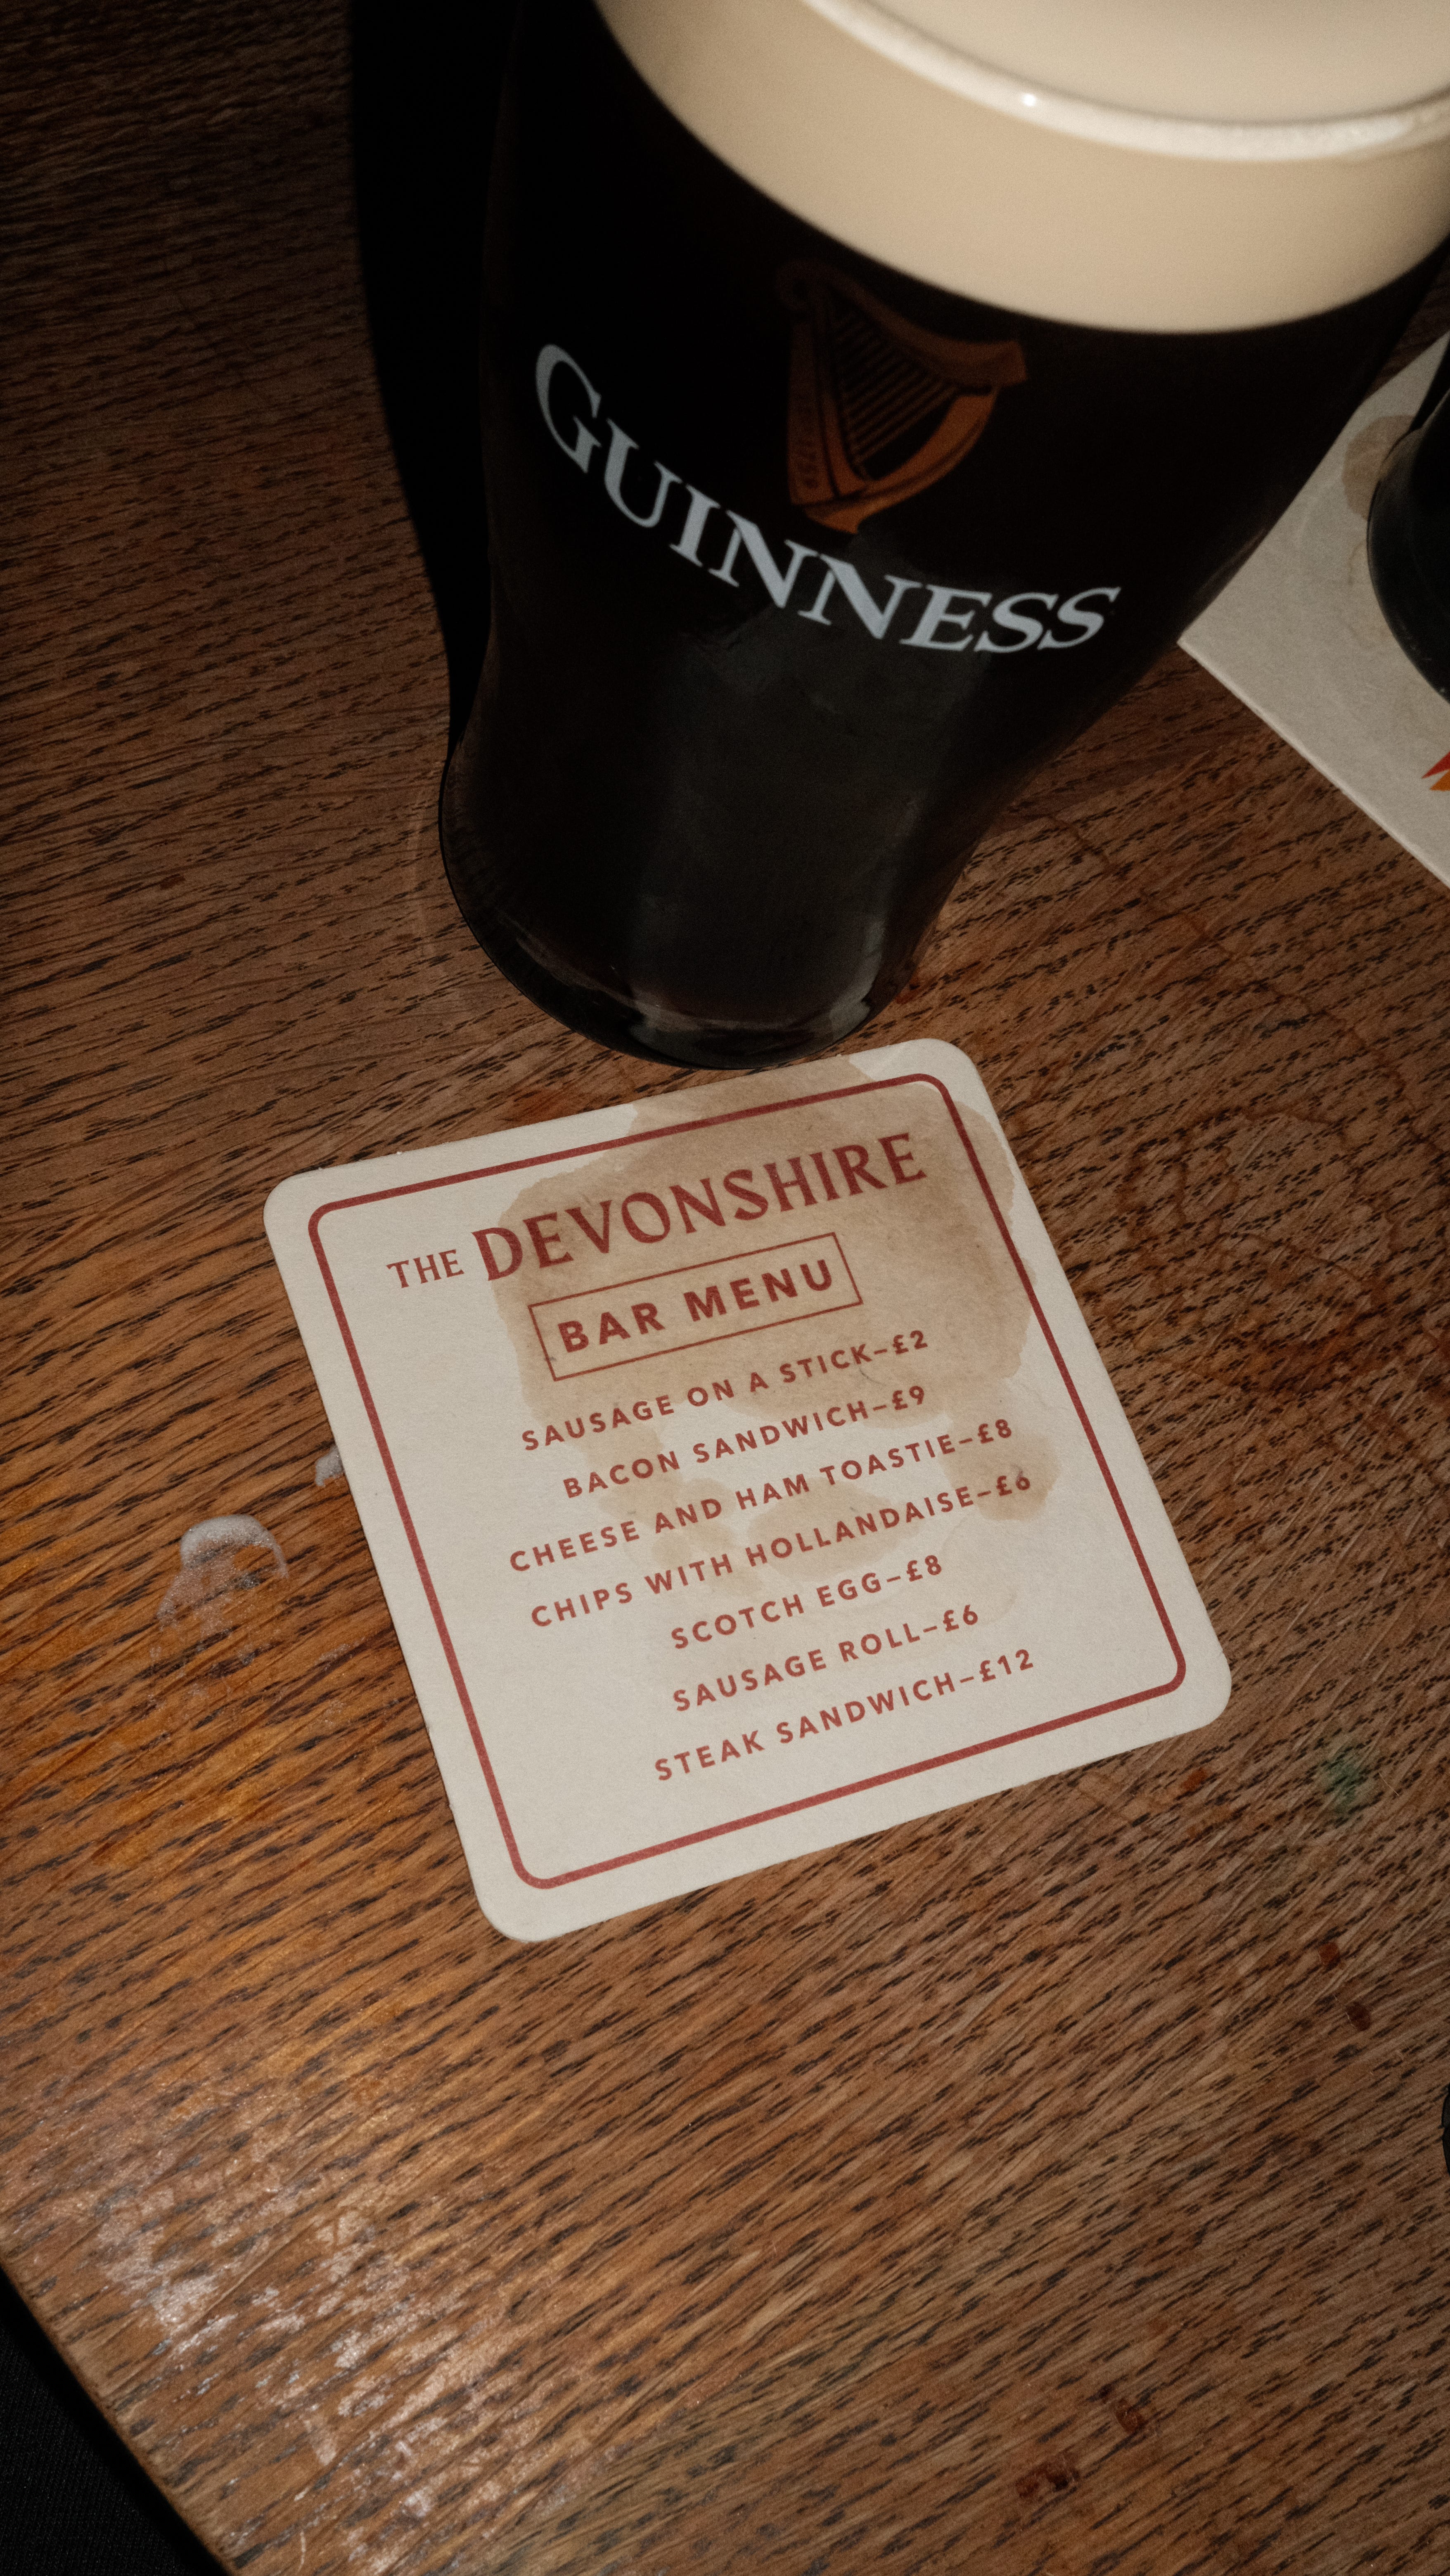 GUINNESS
THE DEVONSHIRE
BAR MENU
SAUSAGE ON A STICK–£2
BACON SANDWICH–£9
CHEESE AND HAM TOASTIE–£8
CHIPS WITH HOLLANDAISE–£6
SCOTCH EGG–£8
SAUSAGE ROLL–£6
STEAK SANDWICH–£12